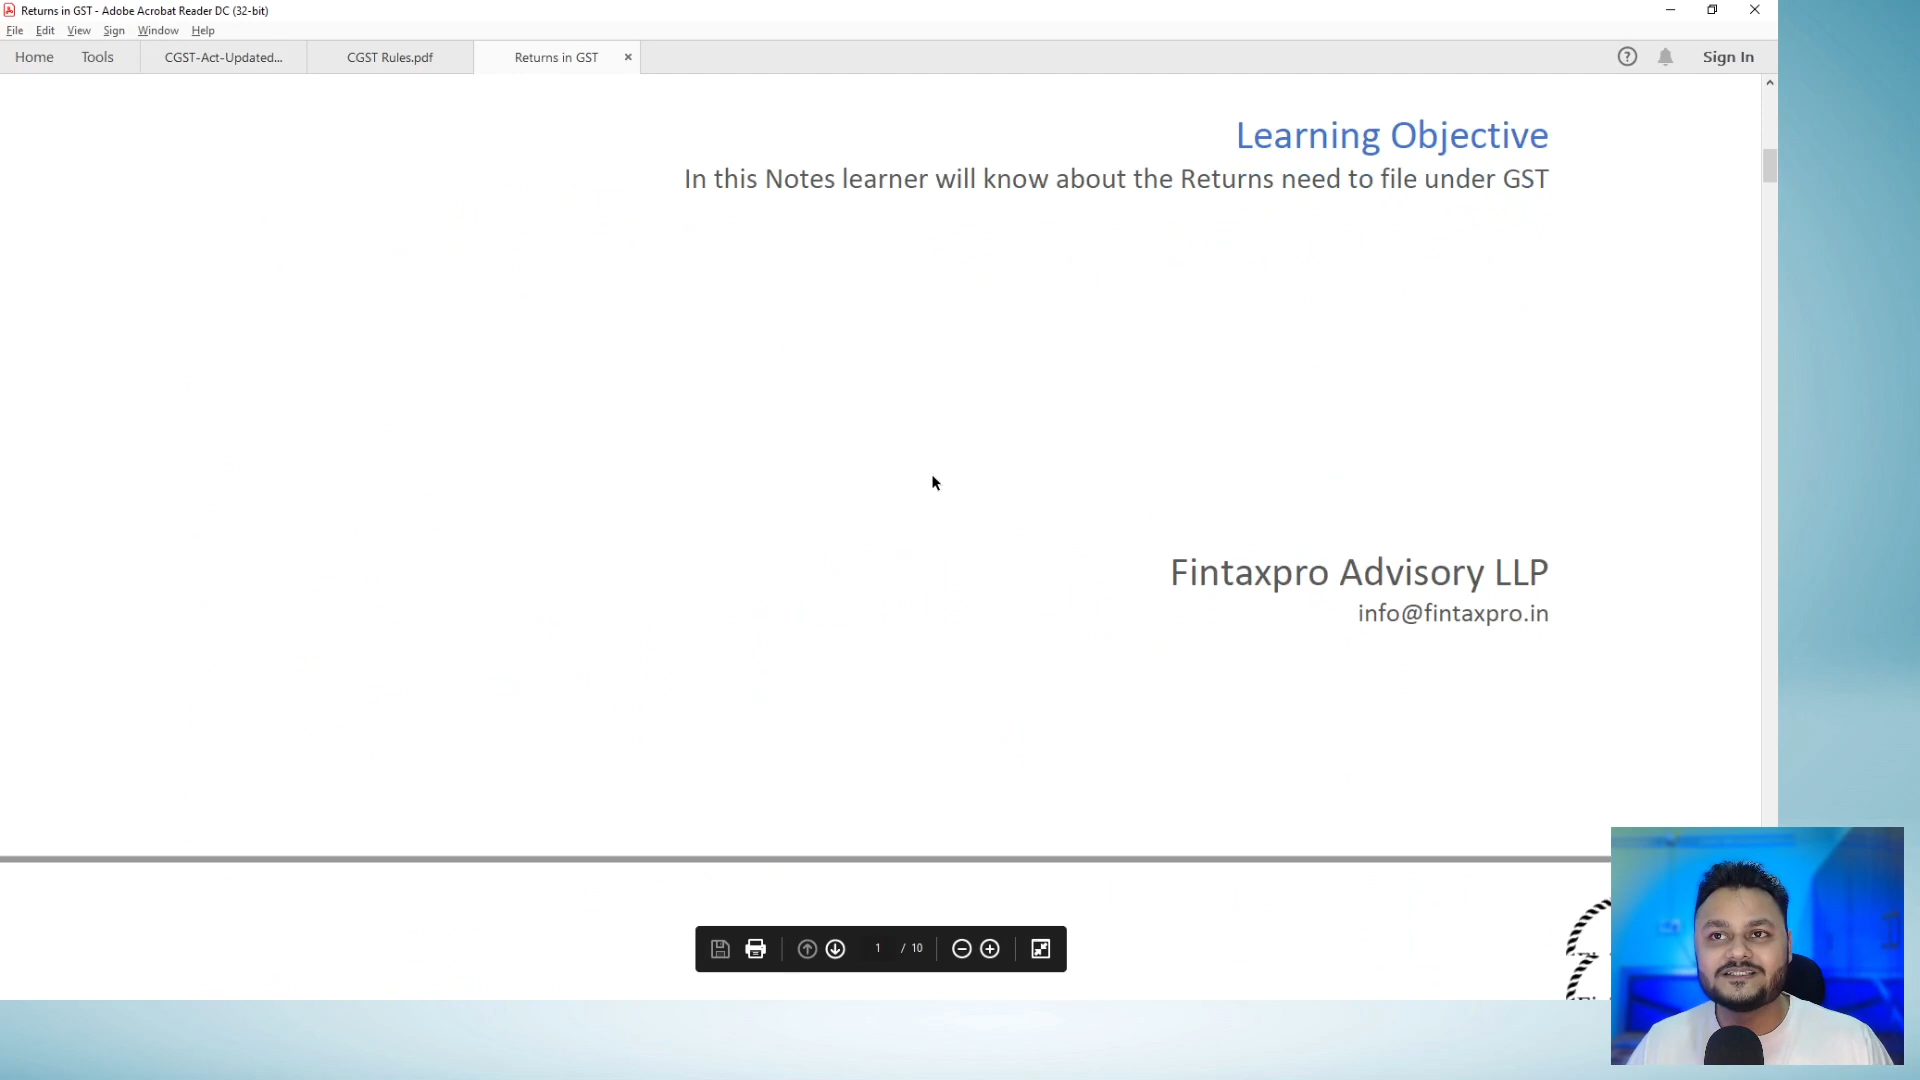 Returns in GST - Adobe Acrobat Reader DC (32-bit)
File Edit View Sign Window Help
Home Tools CGST-Act-Updated... CGST Rules.pdf Returns in GST × Sign In
Learning Objective
In this Notes learner will know about the Returns need to file under GST
Fintaxpro Advisory LLP
info@fintaxpro.in
1 / 10